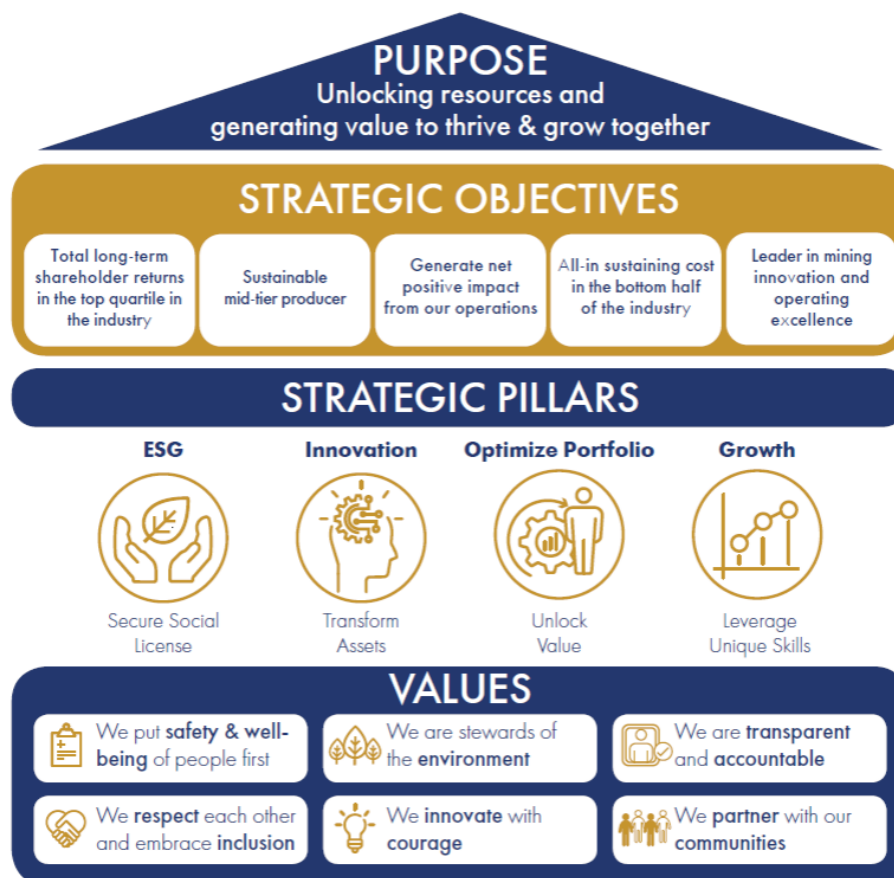 PURPOSE
Unlocking resources and
generating value to thrive & grow together
STRATEGIC OBJECTIVES
Total long-term
shareholder returns
in the top quartile in
the industry
Sustainable
mid-tier producer
Generate net
positive impact
from our operations
All-in sustaining cost
in the bottom half
of the industry
Leader in mining
innovation and
operating
excellence
STRATEGIC PILLARS
ESG
Secure Social
License
Innovation
Transform
Assets
Optimize Portfolio
Unlock
Value
Growth
Leverage
Unique Skills
VALUES
We put safety & well-
being of people first
We are stewards of
the environment
We are transparent
and accountable
We respect each other
and embrace inclusion
We innovate with
courage
We partner with our
communities